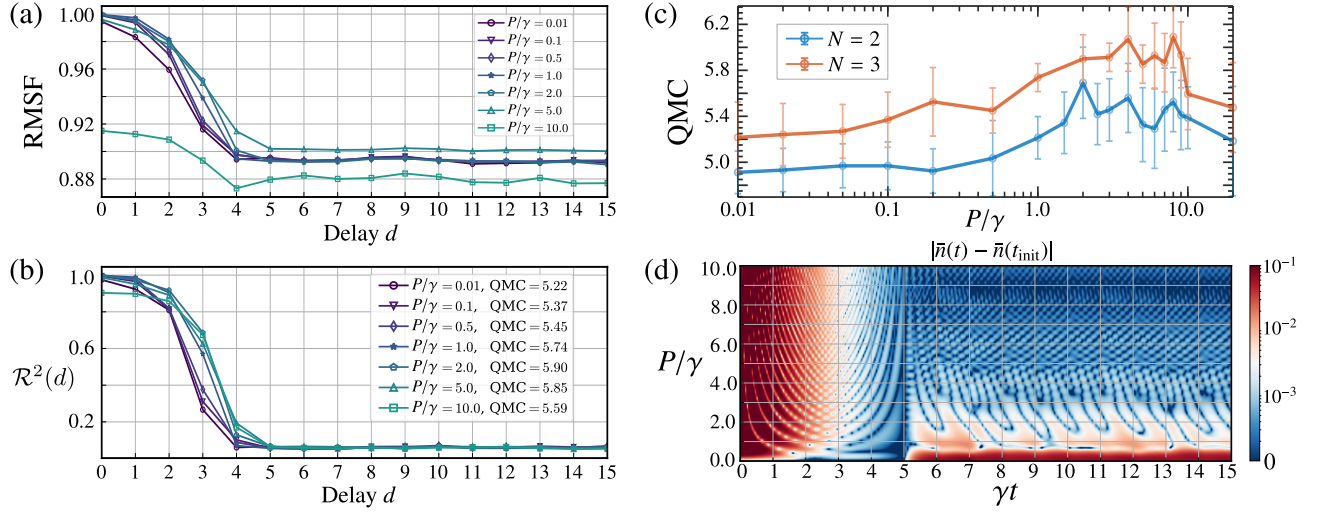 (a)
RMSF
1.00
0.96
0.92
0.88
P/γ = 0.01
P/γ = 0.1
P/γ = 0.5
P/γ = 1.0
P/γ = 2.0
P/γ = 5.0
P/γ = 10.0
0 1 2 3 4 5 6 7 8 9 10 11 12 13 14 15
Delay d
(b)
R²(d)
1.0
0.6
0.2
P/γ = 0.01, QMC = 5.22
P/γ = 0.1, QMC = 5.37
P/γ = 0.5, QMC = 5.45
P/γ = 1.0, QMC = 5.74
P/γ = 2.0, QMC = 5.90
P/γ = 5.0, QMC = 5.85
P/γ = 10.0, QMC = 5.59
0 1 2 3 4 5 6 7 8 9 10 11 12 13 14 15
Delay d
(c)
QMC
6.2
5.8
5.4
5.0
N = 2
N = 3
0.01 0.1 1.0 10.0
P/γ
|n̄(t) − n̄(t_init)|
(d)
P/γ
10.0
8.0
6.0
4.0
2.0
0.0
0 1 2 3 4 5 6 7 8 9 10 11 12 13 14 15
γt
10⁻¹
10⁻²
10⁻³
0